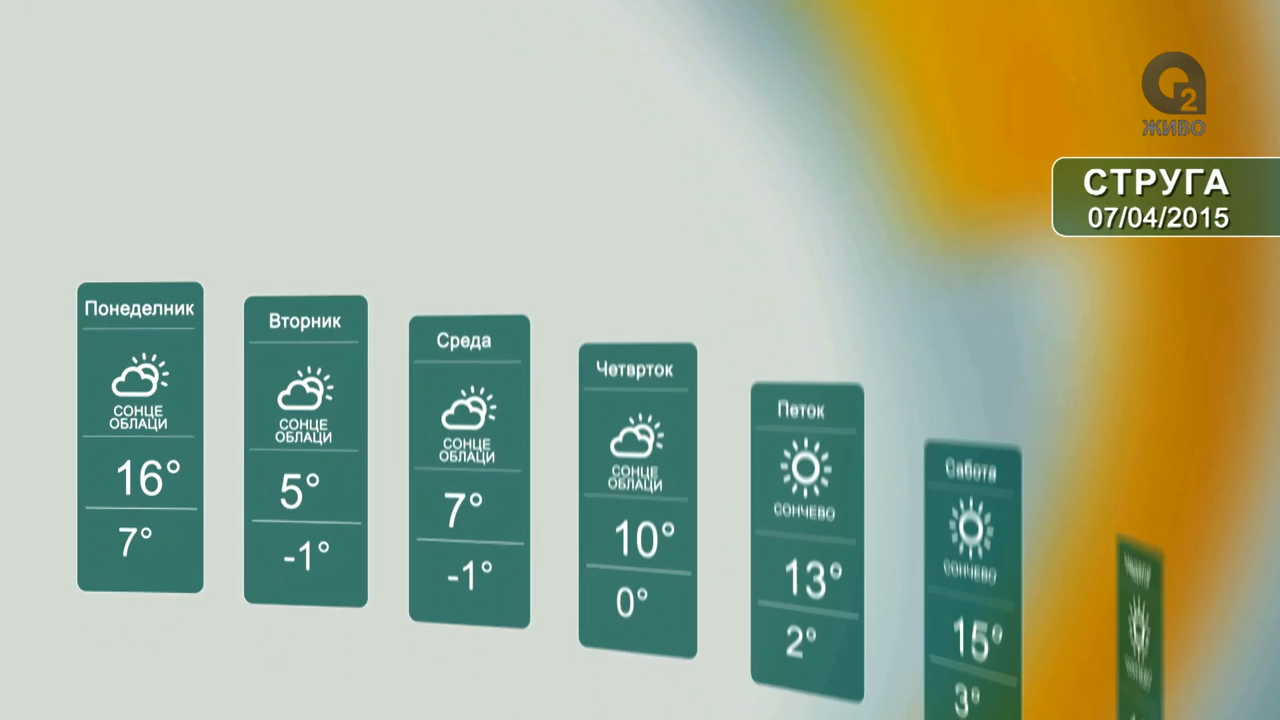 2
ЖИВО
СТРУГА
07/04/2015
Понеделник
СОНЦЕ
ОБЛАЦИ
16°
7°
Вторник
СОНЦЕ
ОБЛАЦИ
5°
-1°
Среда
СОНЦЕ
ОБЛАЦИ
7°
-1°
Четврток
СОНЦЕ
ОБЛАЦИ
10°
0°
Петок
СОНЧЕВО
13°
2°
Сабота
СОНЧЕВО
15°
3°